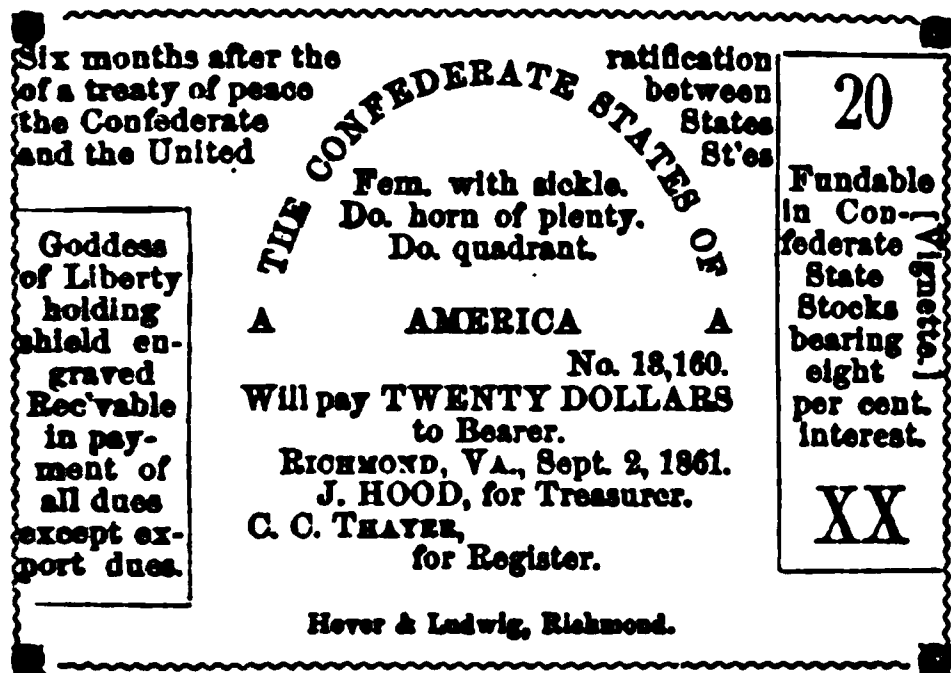 Six months after the ratification
of a treaty of peace between
the Confederate States
and the United St'es
THE CONFEDERATE STATES OF
Fem. with sickle.
Do. horn of plenty.
Do. quadrant.
A AMERICA A
No. 18,160.
Will pay TWENTY DOLLARS
to Bearer.
RICHMOND, VA., Sept. 2, 1861.
J. HOOD, for Treasurer.
C. C. THAYER,
for Register.
Goddess
of Liberty
holding
shield en-
graved
Rec'vable
in pay-
ment of
all dues
except ex-
port dues.
20
Fundable
in Con-
federate
State
Stocks
bearing
eight
per cent.
interest.
[Vignette.]
XX
Hoyer & Ludwig, Richmond.